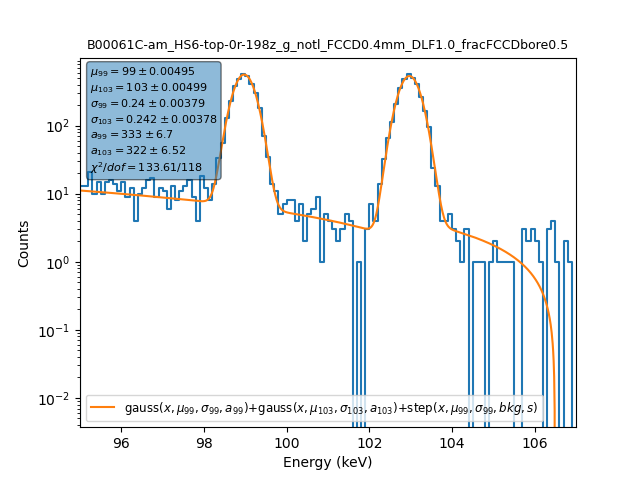 B00061C-am_HS6-top-0r-198z_g_notl_FCCD0.4mm_DLF1.0_fracFCCDbore0.5
μ₉₉ = 99 ± 0.00495
μ₁₀₃ = 103 ± 0.00499
σ₉₉ = 0.24 ± 0.00379
σ₁₀₃ = 0.242 ± 0.00378
a₉₉ = 333 ± 6.7
a₁₀₃ = 322 ± 6.52
χ²/dof = 133.61/118
Counts
10²
10¹
10⁰
10⁻¹
10⁻²
gauss(x, μ₉₉, σ₉₉, a₉₉)+gauss(x, μ₁₀₃, σ₁₀₃, a₁₀₃)+step(x, μ₉₉, σ₉₉, bkg, s)
96 98 100 102 104 106
Energy (keV)